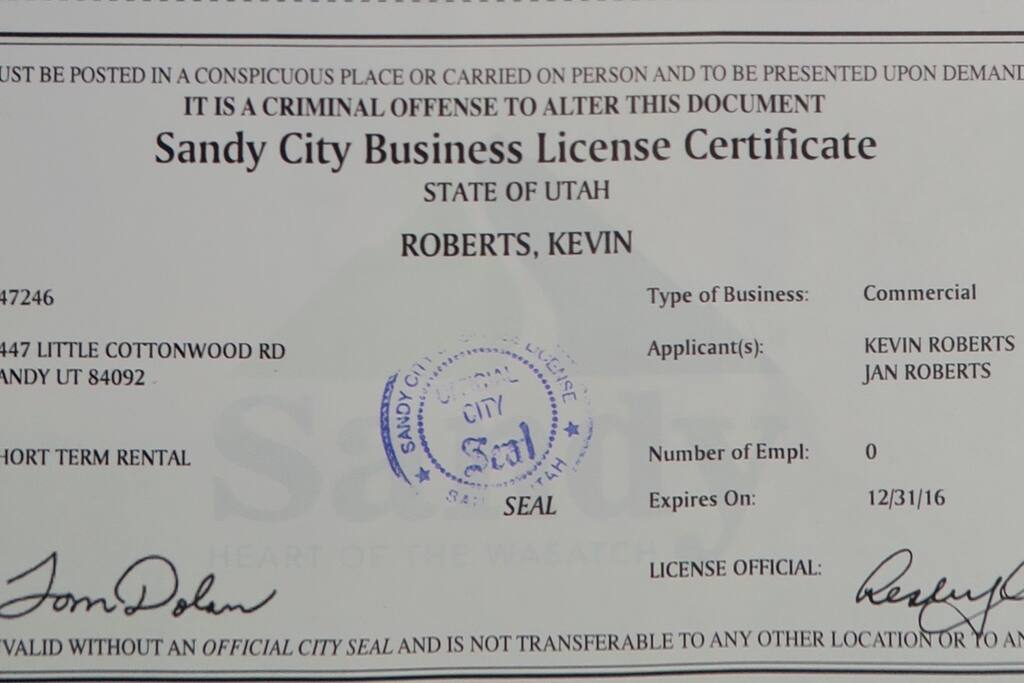 UST BE POSTED IN A CONSPICUOUS PLACE OR CARRIED ON PERSON AND TO BE PRESENTED UPON DEMAND
IT IS A CRIMINAL OFFENSE TO ALTER THIS DOCUMENT
Sandy City Business License Certificate
STATE OF UTAH
ROBERTS, KEVIN
47246
Type of Business: Commercial
447 LITTLE COTTONWOOD RD
ANDY UT 84092
Applicant(s): KEVIN ROBERTS
JAN ROBERTS
SANDY CITY LICENSE
OFFICIAL
CITY
Seal
UTAH
HORT TERM RENTAL
Number of Empl: 0
SEAL
Expires On: 12/31/16
Sandy
HEART OF THE WASATCH
Tom Dolan
LICENSE OFFICIAL:
VALID WITHOUT AN OFFICIAL CITY SEAL AND IS NOT TRANSFERABLE TO ANY OTHER LOCATION OR TO AN